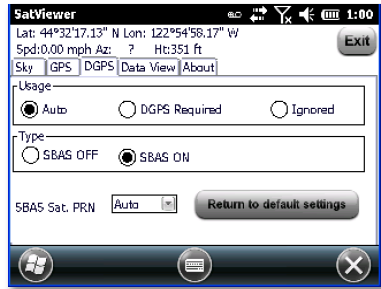 SatViewer 1:00
Lat: 44°32'17.13" N Lon: 122°54'58.17" W
Spd:0.00 mph Az: ? Ht:351 ft
Exit
Sky GPS DGPS Data View About
Usage
Auto DGPS Required Ignored
Type
SBAS OFF SBAS ON
SBAS Sat. PRN Auto Return to default settings